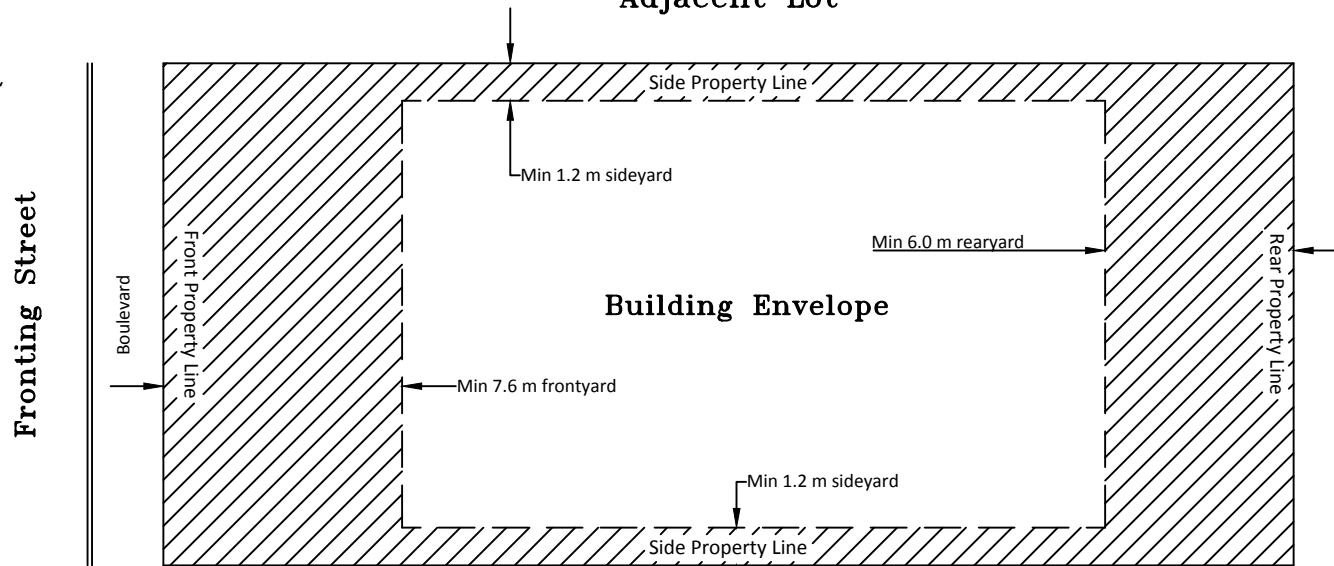 Adjacent Lot
Side Property Line
Min 1.2 m sideyard
Fronting Street
Boulevard
Front Property Line
Min 6.0 m rearyard
Rear Property Line
Building Envelope
Min 7.6 m frontyard
Min 1.2 m sideyard
Side Property Line